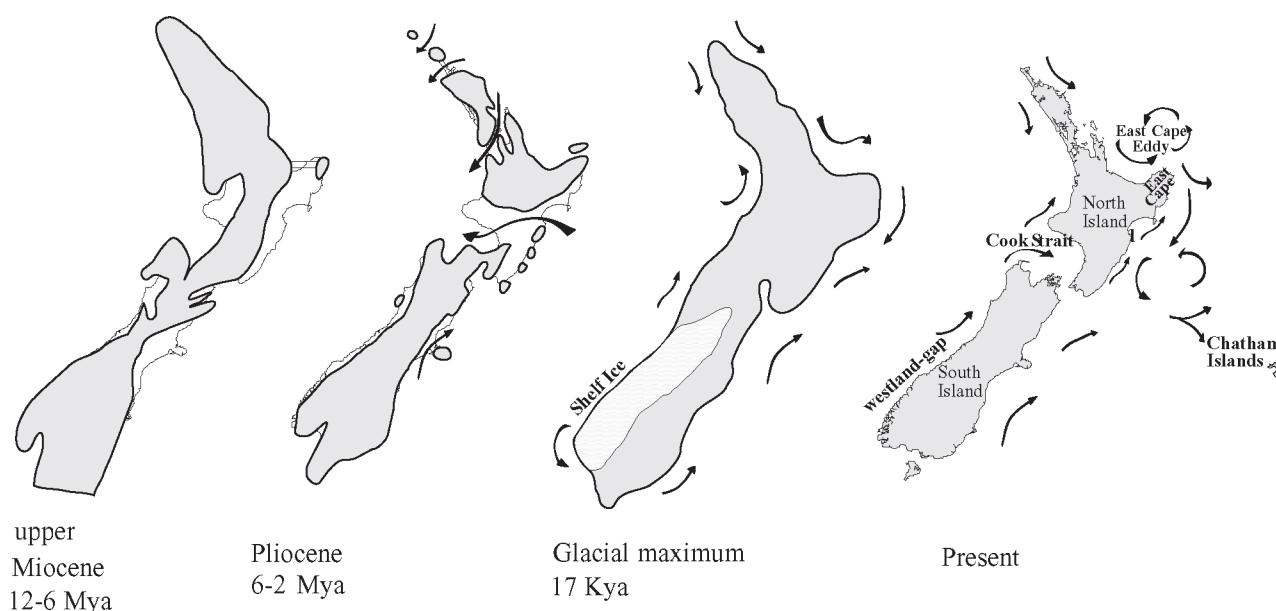 East Cape
Eddy
East
Cape
North
Island
Cook Strait
Chatham
Islands
westland-gap
South
Island
Shelf Ice
upper
Miocene
12-6 Mya
Pliocene
6-2 Mya
Glacial maximum
17 Kya
Present